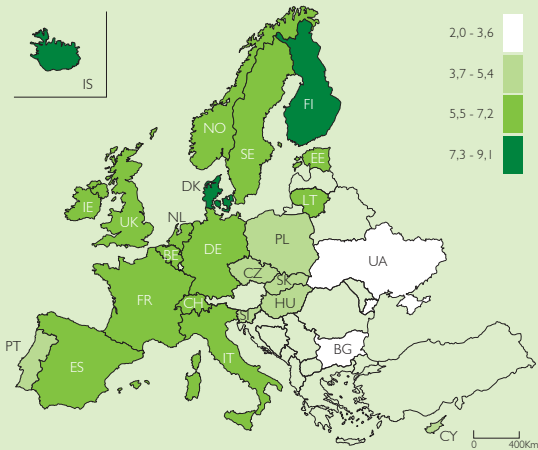 IS
2,0 - 3,6
3,7 - 5,4
5,5 - 7,2
7,3 - 9,1
FI
NO
SE
EE
DK
LT
IE
NL
UK
PL
DE
BE
UA
CZ
SK
FR
CH
HU
SI
PT
BG
IT
ES
CY
0 400Km